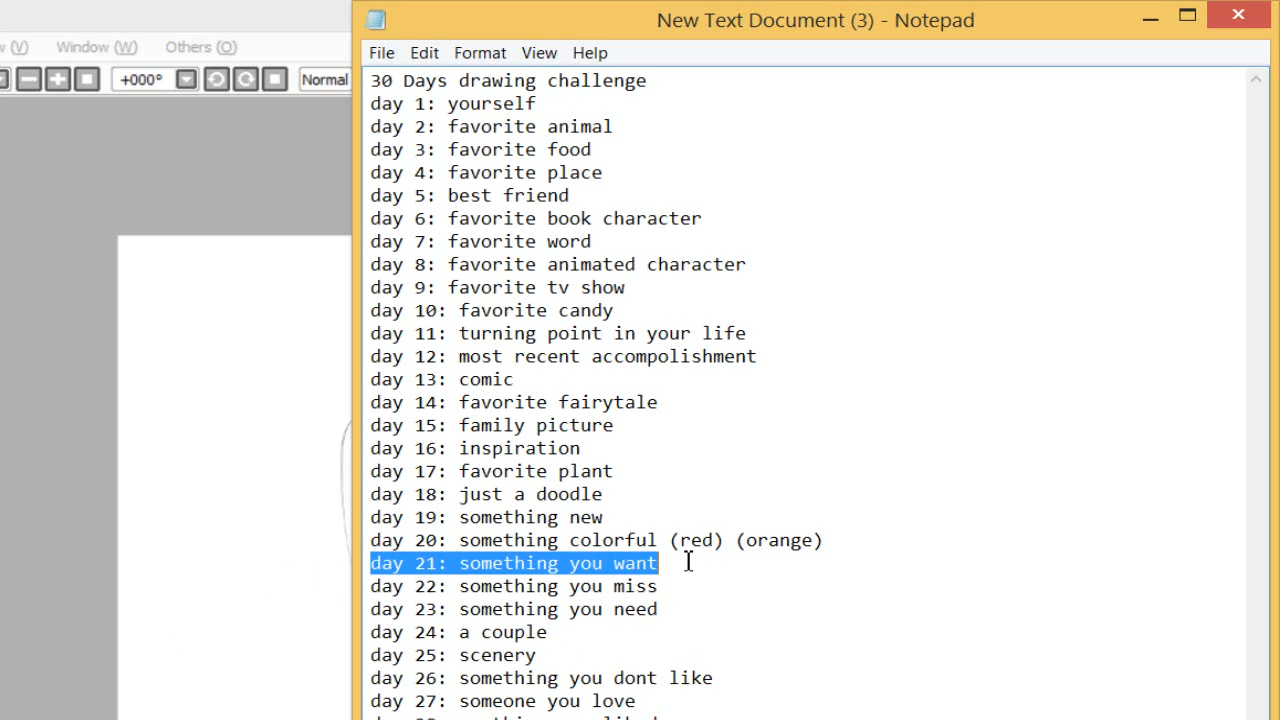 New Text Document (3) - Notepad
(V) Window (W) Others (O)
File Edit Format View Help
+000° Normal
30 Days drawing challenge
day 1: yourself
day 2: favorite animal
day 3: favorite food
day 4: favorite place
day 5: best friend
day 6: favorite book character
day 7: favorite word
day 8: favorite animated character
day 9: favorite tv show
day 10: favorite candy
day 11: turning point in your life
day 12: most recent accompolishment
day 13: comic
day 14: favorite fairytale
day 15: family picture
day 16: inspiration
day 17: favorite plant
day 18: just a doodle
day 19: something new
day 20: something colorful (red) (orange)
day 21: something you want
day 22: something you miss
day 23: something you need
day 24: a couple
day 25: scenery
day 26: something you dont like
day 27: someone you love